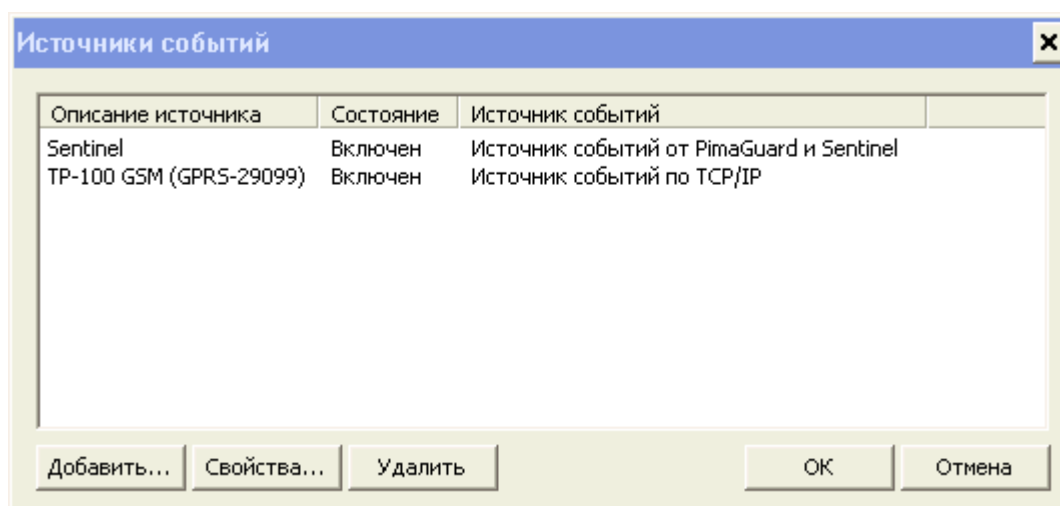 Источники событий
Описание источника Состояние Источник событий
Sentinel Включен Источник событий от PimaGuard и Sentinel
TP-100 GSM (GPRS-29099) Включен Источник событий по TCP/IP
Добавить... Свойства... Удалить ОК Отмена